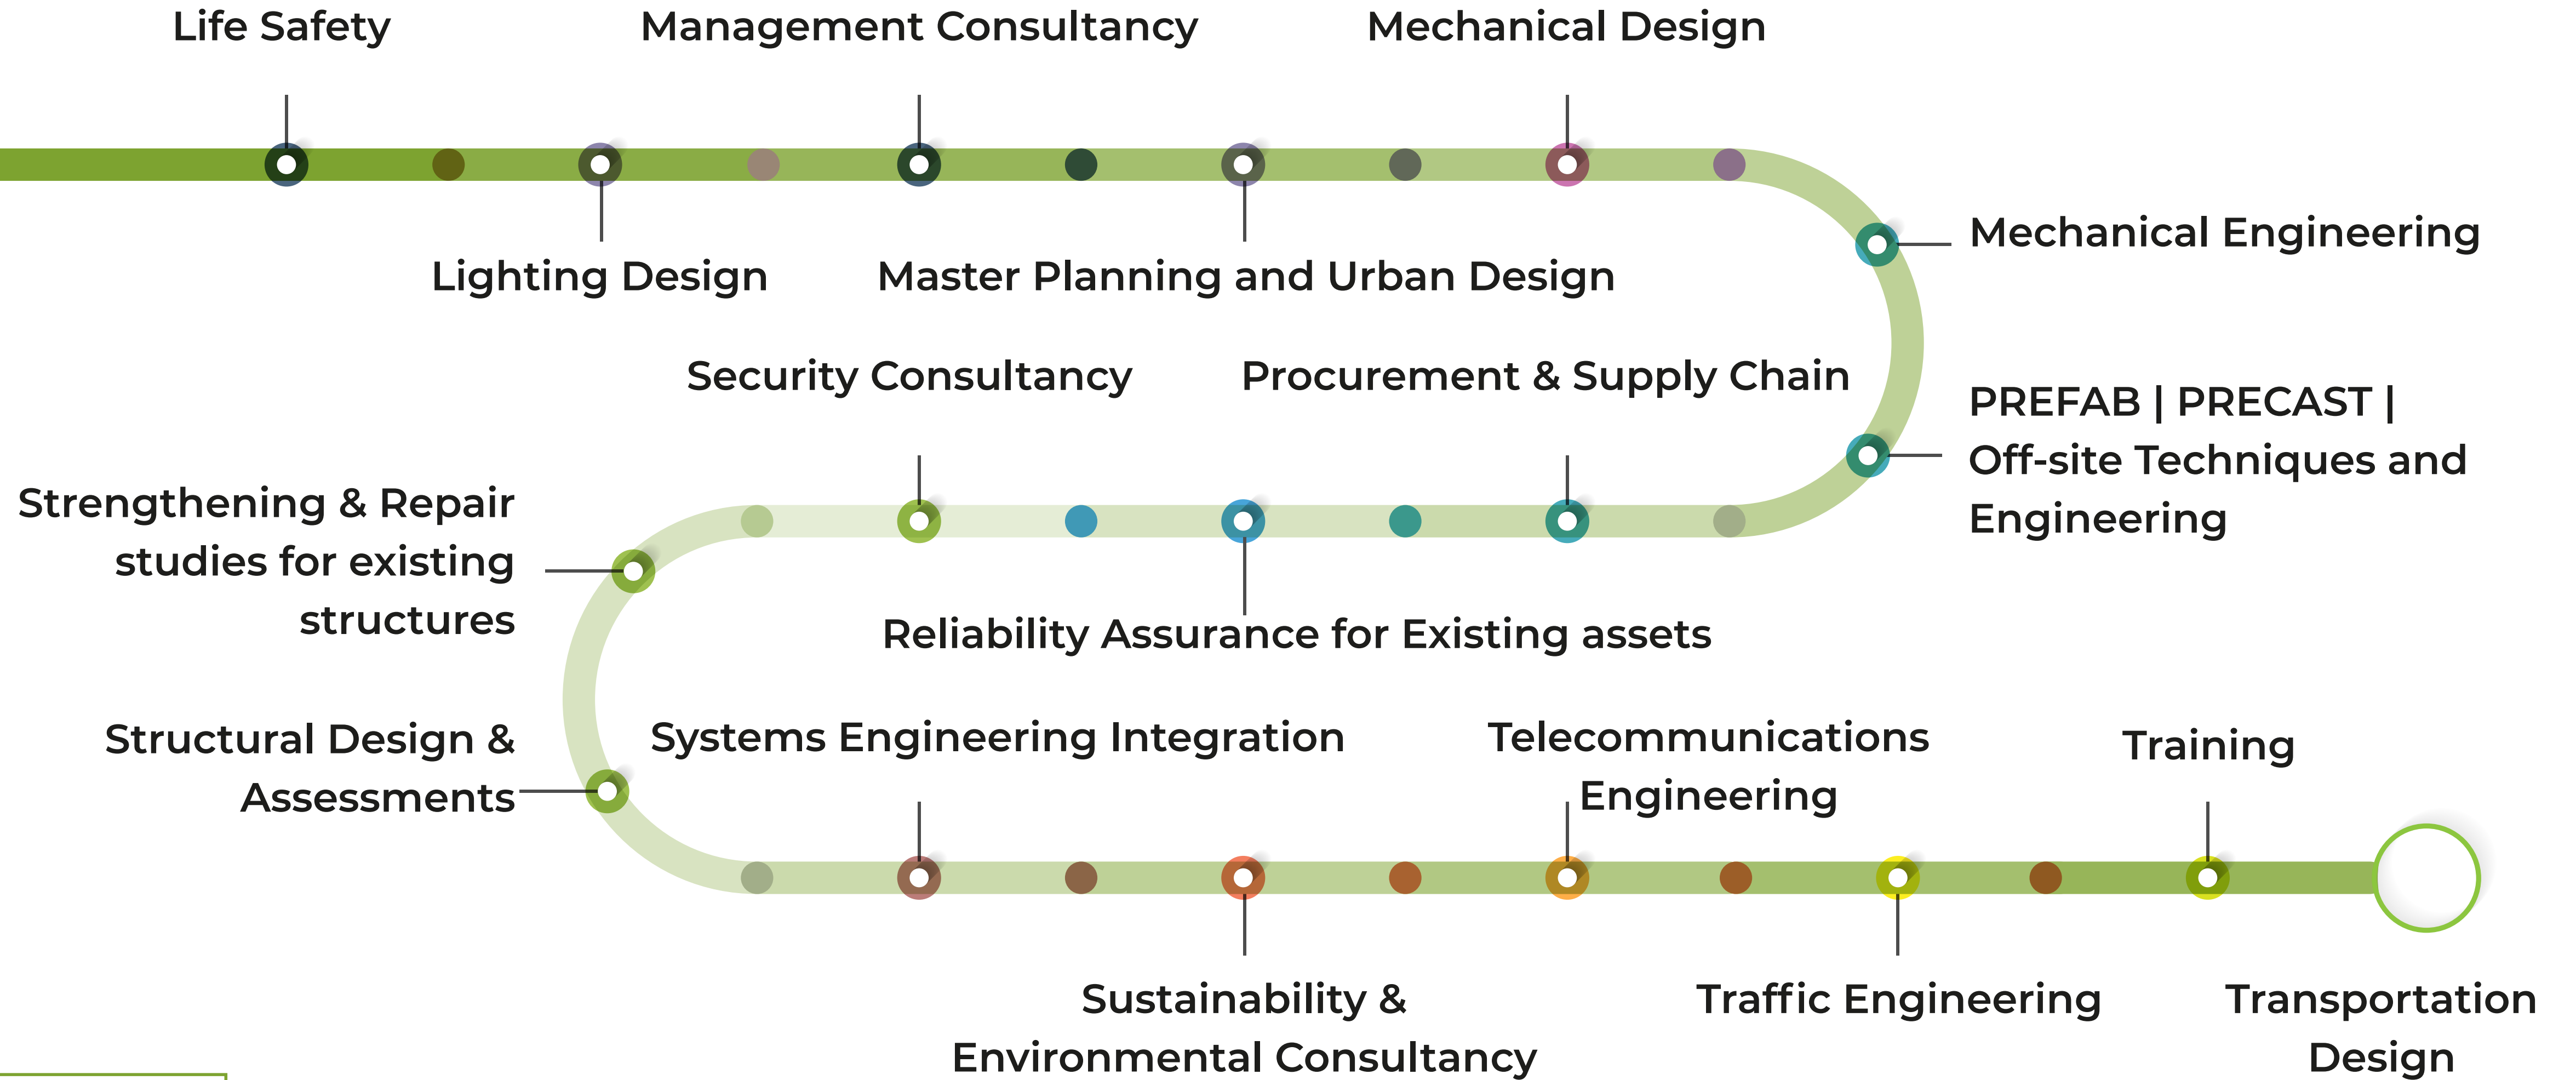 Life Safety
Management Consultancy
Mechanical Design
Lighting Design
Master Planning and Urban Design
Mechanical Engineering
PREFAB | PRECAST |
Off-site Techniques and
Engineering
Procurement & Supply Chain
Security Consultancy
Reliability Assurance for Existing assets
Strengthening & Repair
studies for existing
structures
Structural Design &
Assessments
Systems Engineering Integration
Telecommunications
Engineering
Training
Sustainability &
Environmental Consultancy
Traffic Engineering
Transportation
Design